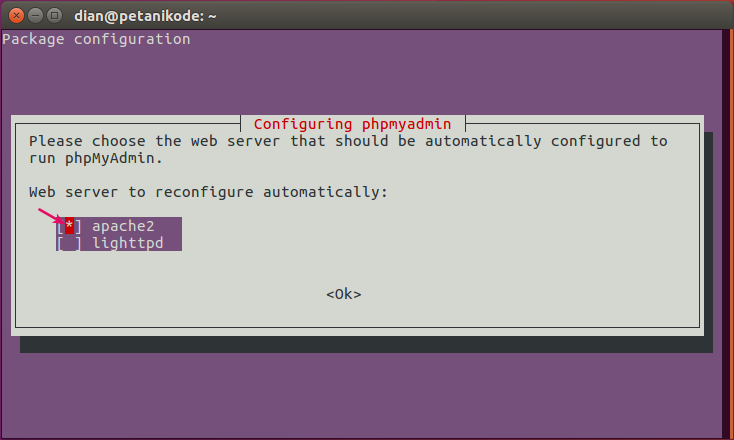 dian@petanikode: ~
Package configuration
Configuring phpmyadmin
Please choose the web server that should be automatically configured to
run phpMyAdmin.
Web server to reconfigure automatically:
[*] apache2
[ ] lighttpd
<Ok>